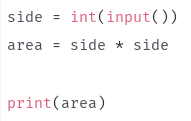 side = int(input())
area = side * side
print(area)